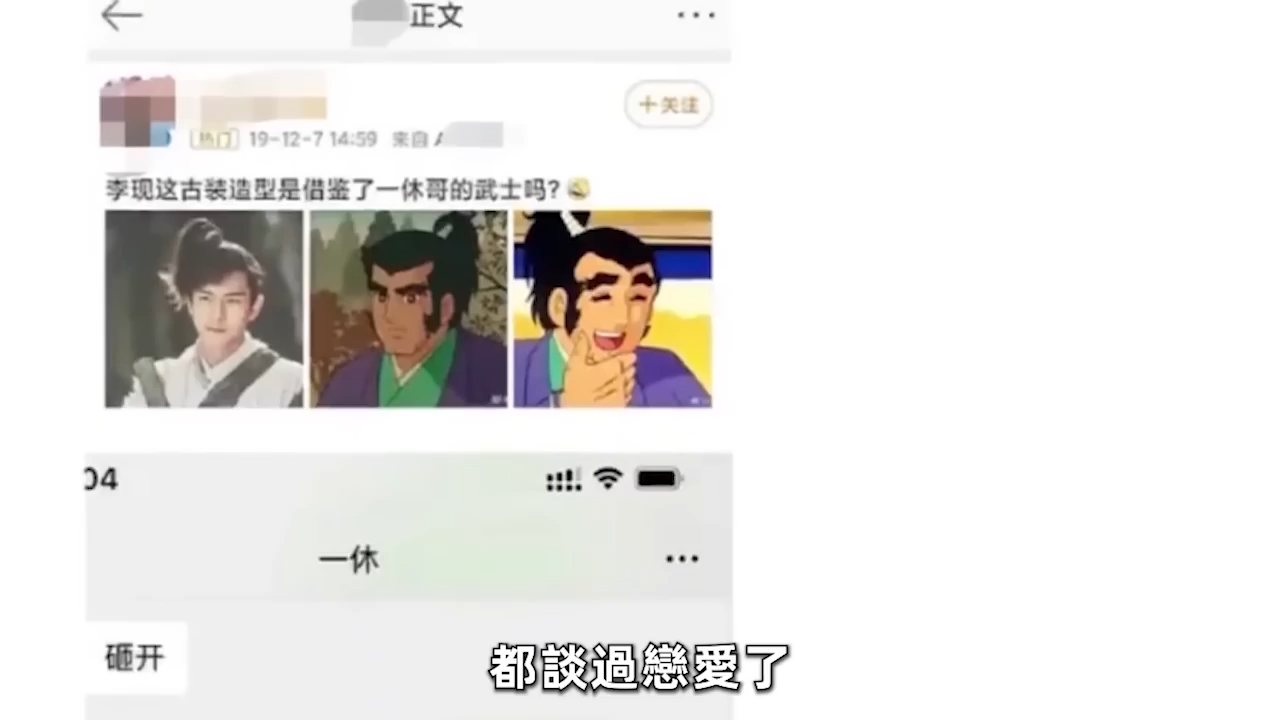 正文
+关注
热门 19-12-7 14:59 来自
李现这古装造型是借鉴了一休哥的武士吗?
04
一休
砸开
都談過戀愛了